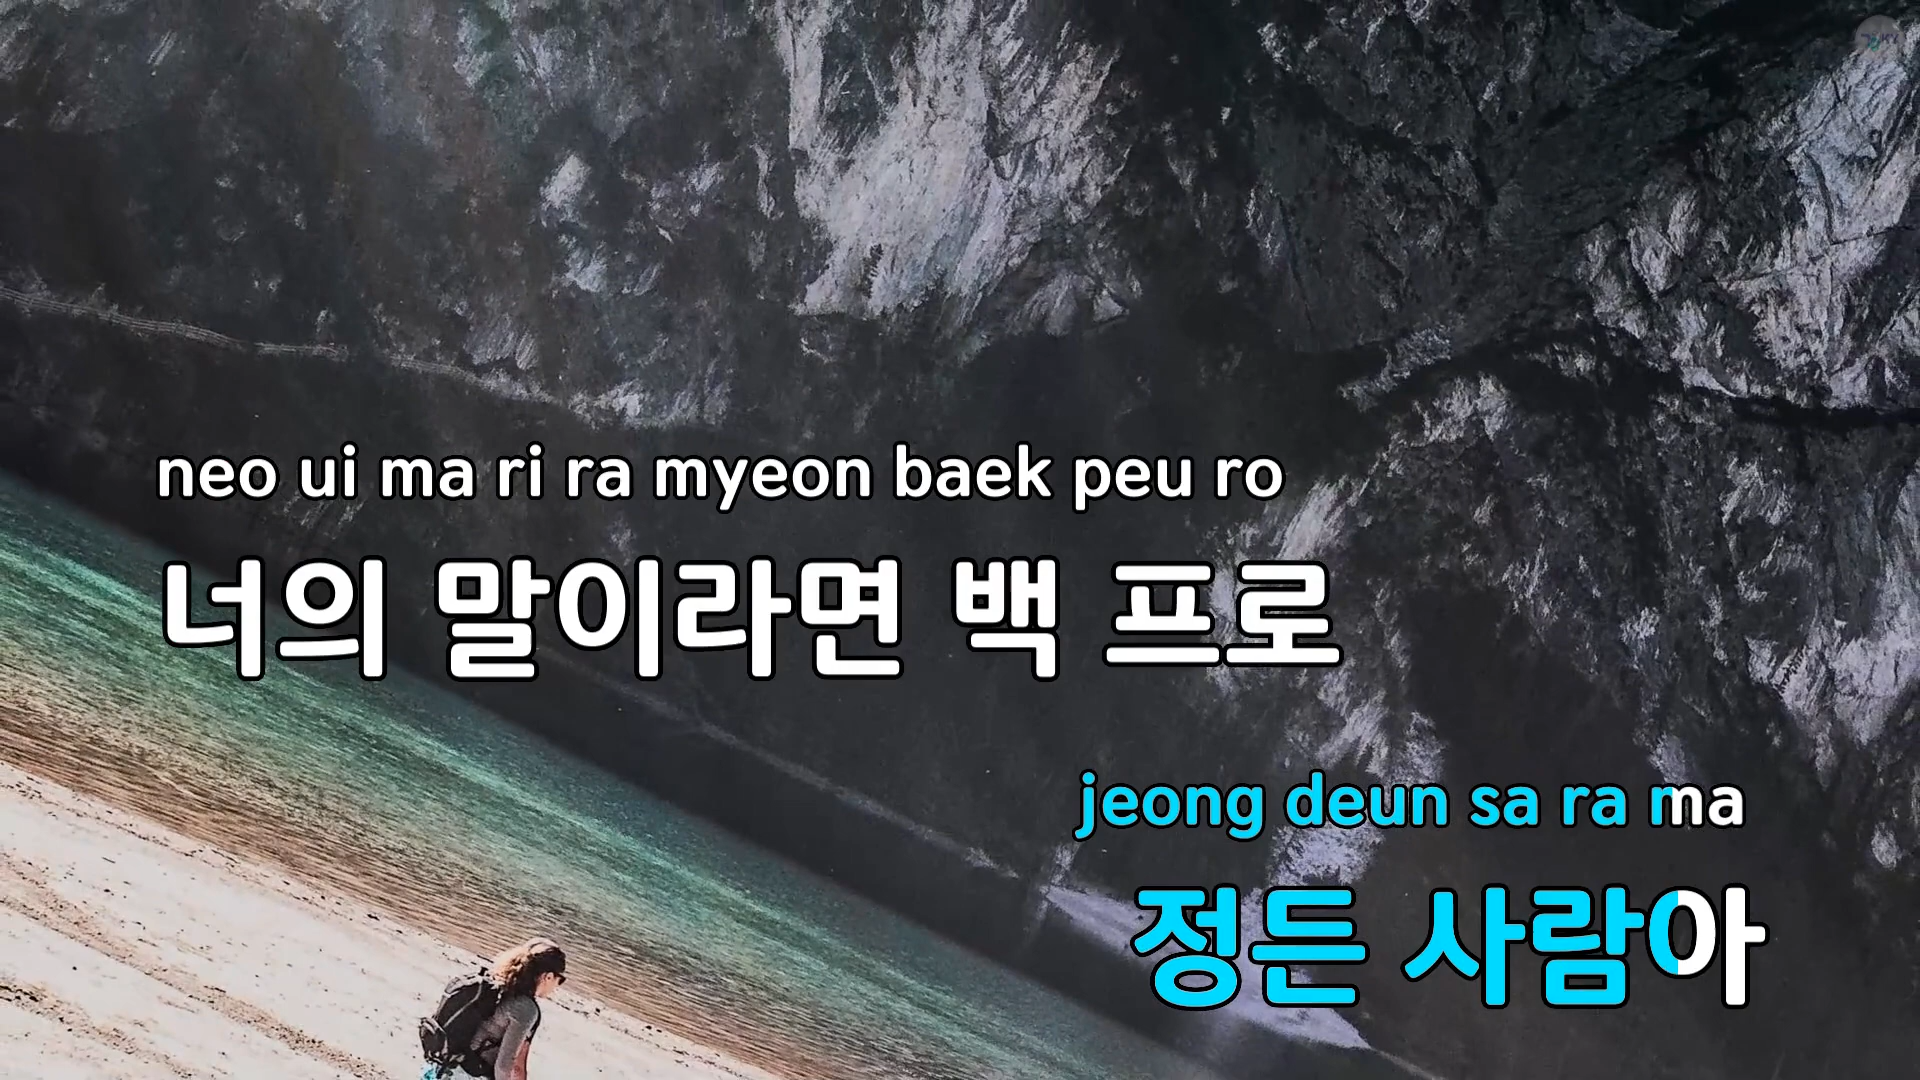 neo ui ma ri ra myeon baek peu ro
너의 말이라면 백 프로
jeong deun sa ra ma
정든 사람아